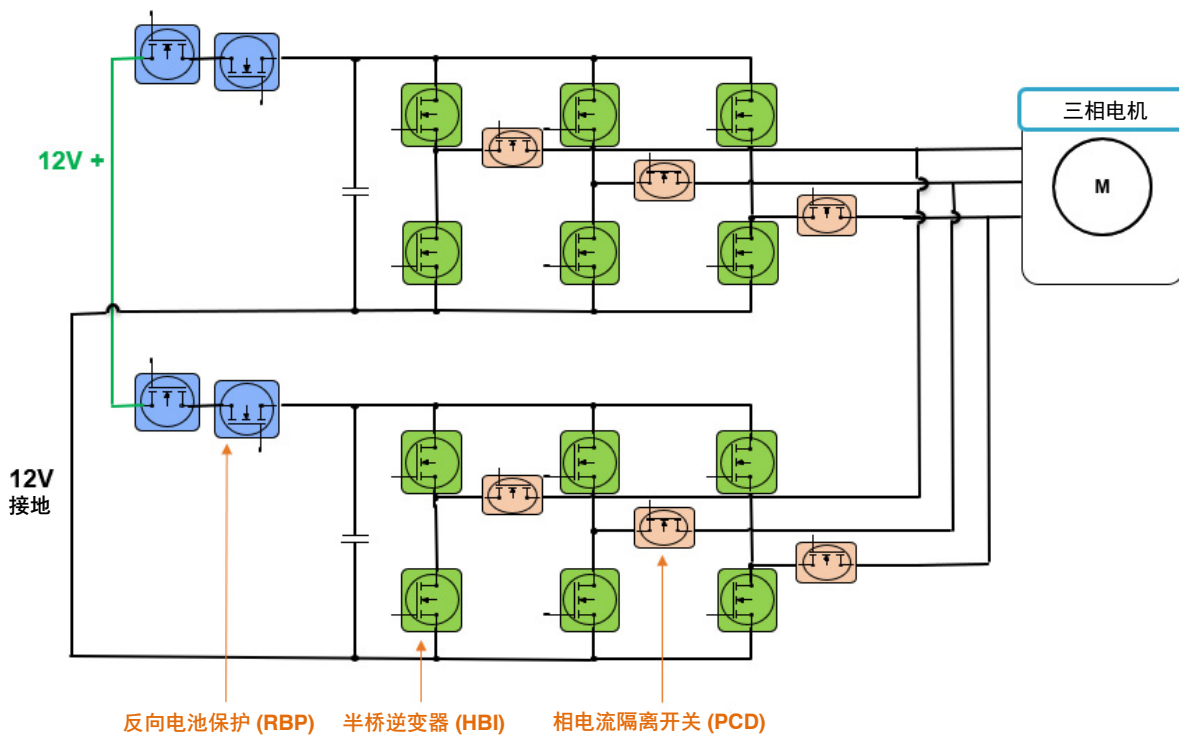 三相电机
M
12V +
12V
接地
反向电池保护 (RBP)
半桥逆变器 (HBI)
相电流隔离开关 (PCD)